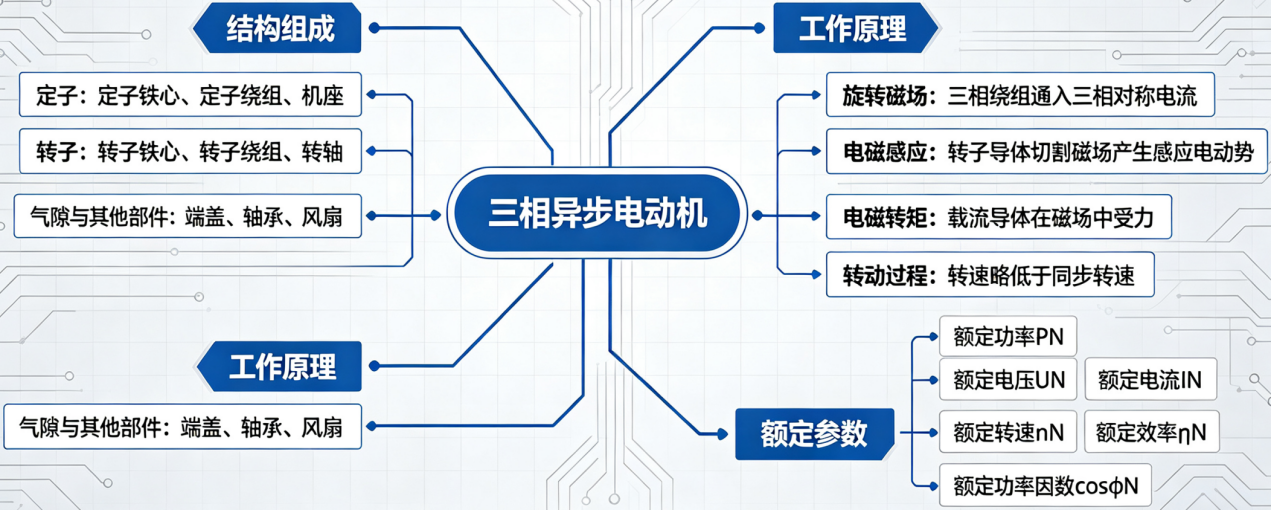 结构组成
定子：定子铁心、定子绕组、机座
转子：转子铁心、转子绕组、转轴
气隙与其他部件：端盖、轴承、风扇
三相异步电动机
工作原理
旋转磁场：三相绕组通入三相对称电流
电磁感应：转子导体切割磁场产生感应电动势
电磁转矩：载流导体在磁场中受力
转动过程：转速略低于同步转速
工作原理
气隙与其他部件：端盖、轴承、风扇
额定参数
额定功率PN
额定电压UN
额定电流IN
额定转速nN
额定效率ηN
额定功率因数cosϕN